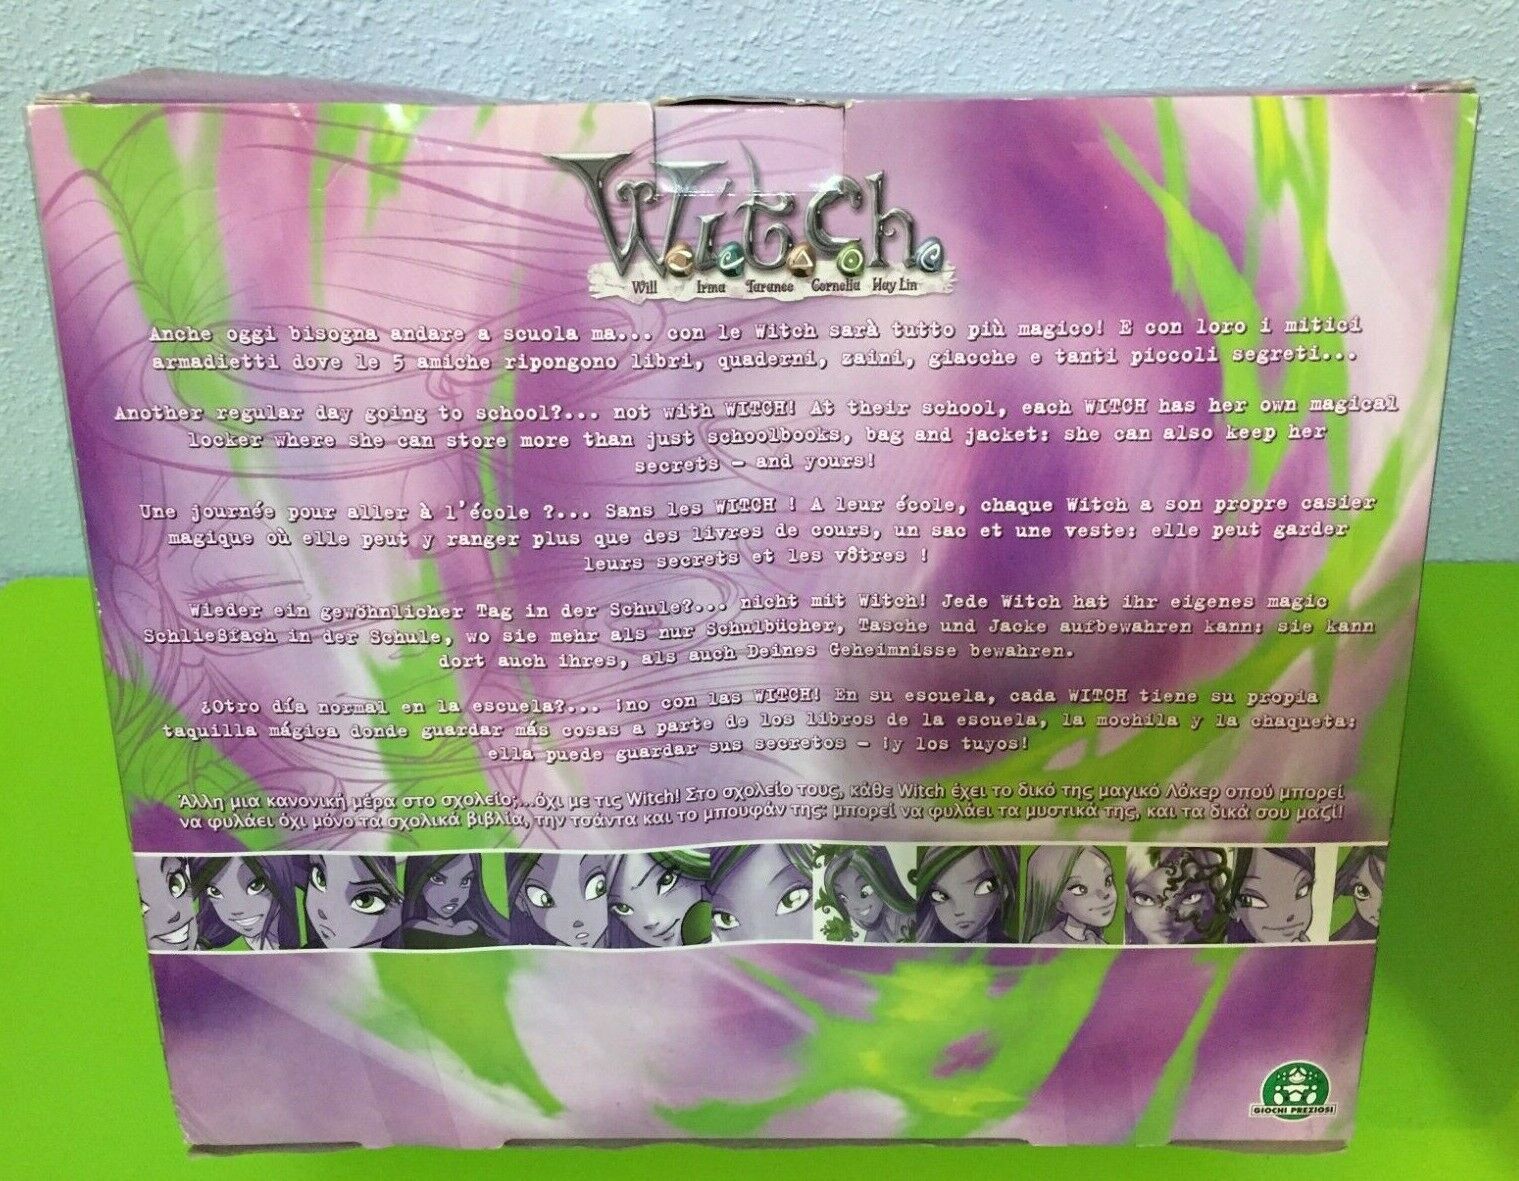 W.i.t.c.h.
Will Irma Taranee Cornelia Hay Lin
Anche oggi bisogna andare a scuola ma... con le Witch sarà tutto più magico! E con loro i mitici
armadietti dove le 5 amiche ripongono libri, quaderni, zaini, giacche e tanti piccoli segreti...
Another regular day going to school?... not with WITCH! At their school, each WITCH has her own magical
locker where she can store more than just schoolbooks, bag and jacket: she can also keep her
secrets – and yours!
Une journée pour aller à l'école ?... Sans les WITCH ! A leur école, chaque Witch a son propre casier
magique où elle peut y ranger plus que des livres de cours, un sac et une veste: elle peut garder
leurs secrets et les vôtres !
Wieder ein gewöhnlicher Tag in der Schule?... nicht mit Witch! Jede Witch hat ihr eigenes magic
Schließfach in der Schule, wo sie mehr als nur Schulbücher, Tasche und Jacke aufbewahren kann: sie kann
dort auch ihres, als auch Deines Geheimnisse bewahren.
¿Otro día normal en la escuela?... ¡no con las WITCH! En su escuela, cada WITCH tiene su propia
taquilla mágica donde guardar más cosas a parte de los libros de la escuela, la mochila y la chaqueta:
ella puede guardar sus secretos – ¡y los tuyos!
Άλλη μια κανονική μέρα στο σχολείο;...όχι με τις Witch! Στο σχολείο τους, κάθε Witch έχει το δικό της μαγικό Λόκερ οπού μπορεί
να φυλάει όχι μόνο τα σχολικά βιβλία, την τσάντα και το μπουφάν της: μπορεί να φυλάει τα μυστικά της, και τα δικά σου μαζί!
GIOCHI PREZIOSI